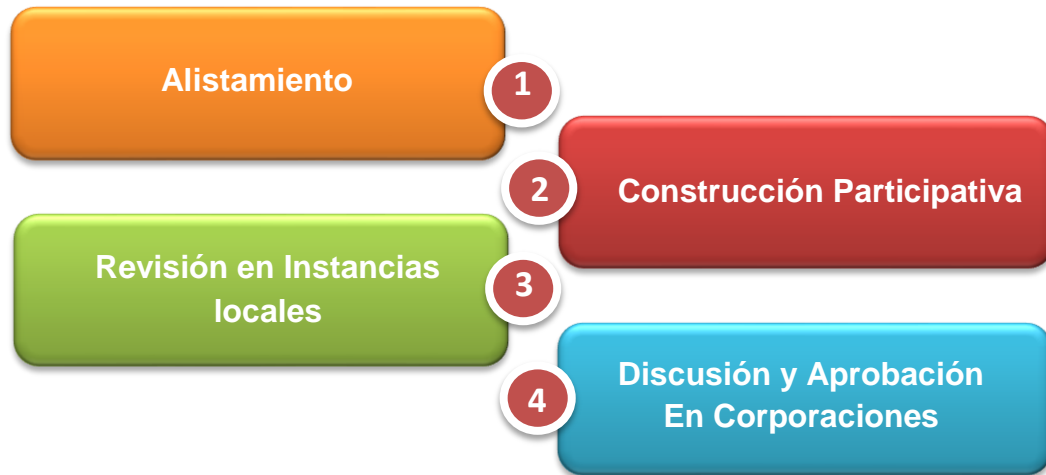 Alistamiento
1
2
Construcción Participativa
Revisión en Instancias
locales
3
Discusión y Aprobación
En Corporaciones
4